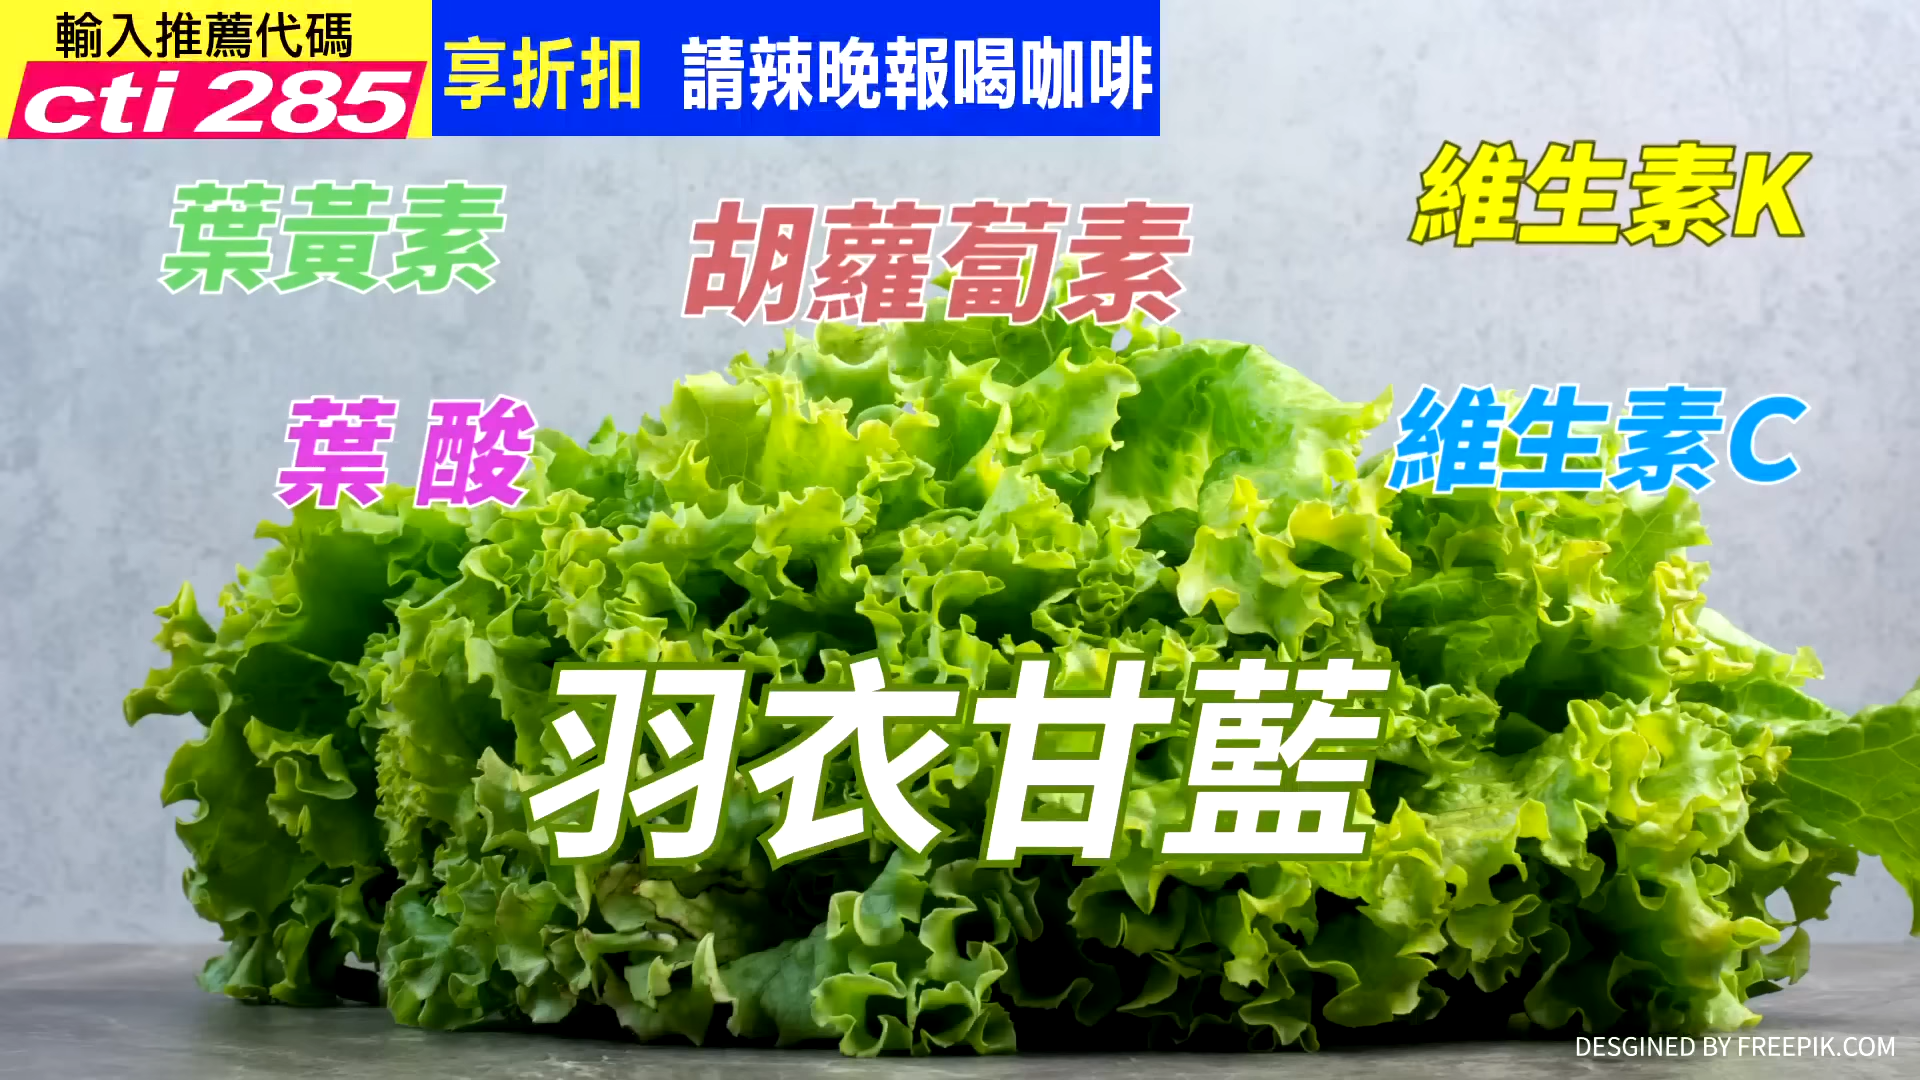 輸入推薦代碼
cti 285
享折扣 請辣晚報喝咖啡
維生素K
葉黃素
胡蘿蔔素
葉酸
維生素C
羽衣甘藍
DESGINED BY FREEPIK.COM